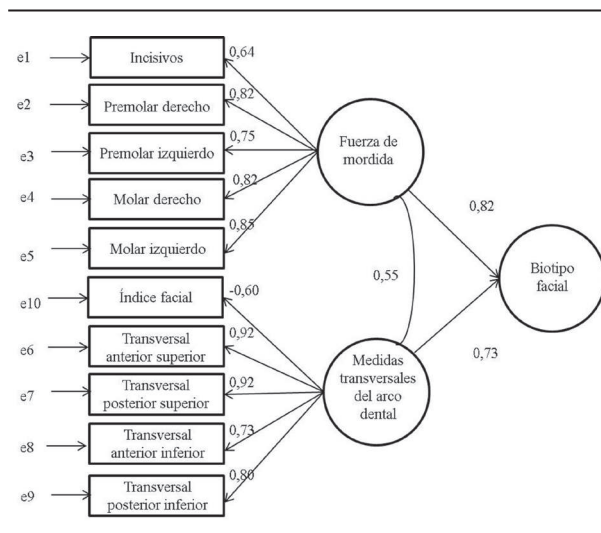 e1
Incisivos
0,64
e2
Premolar derecho
0,82
e3
Premolar izquierdo
0,75
e4
Molar derecho
0,82
e5
Molar izquierdo
0,85
e10
Índice facial
-0,60
e6
Transversal
anterior superior
0,92
e7
Transversal
posterior superior
0,92
e8
Transversal
anterior inferior
0,73
e9
Transversal
posterior inferior
0,80
Fuerza de
mordida
0,82
0,55
Biotipo
facial
0,73
Medidas
transversales
del arco
dental